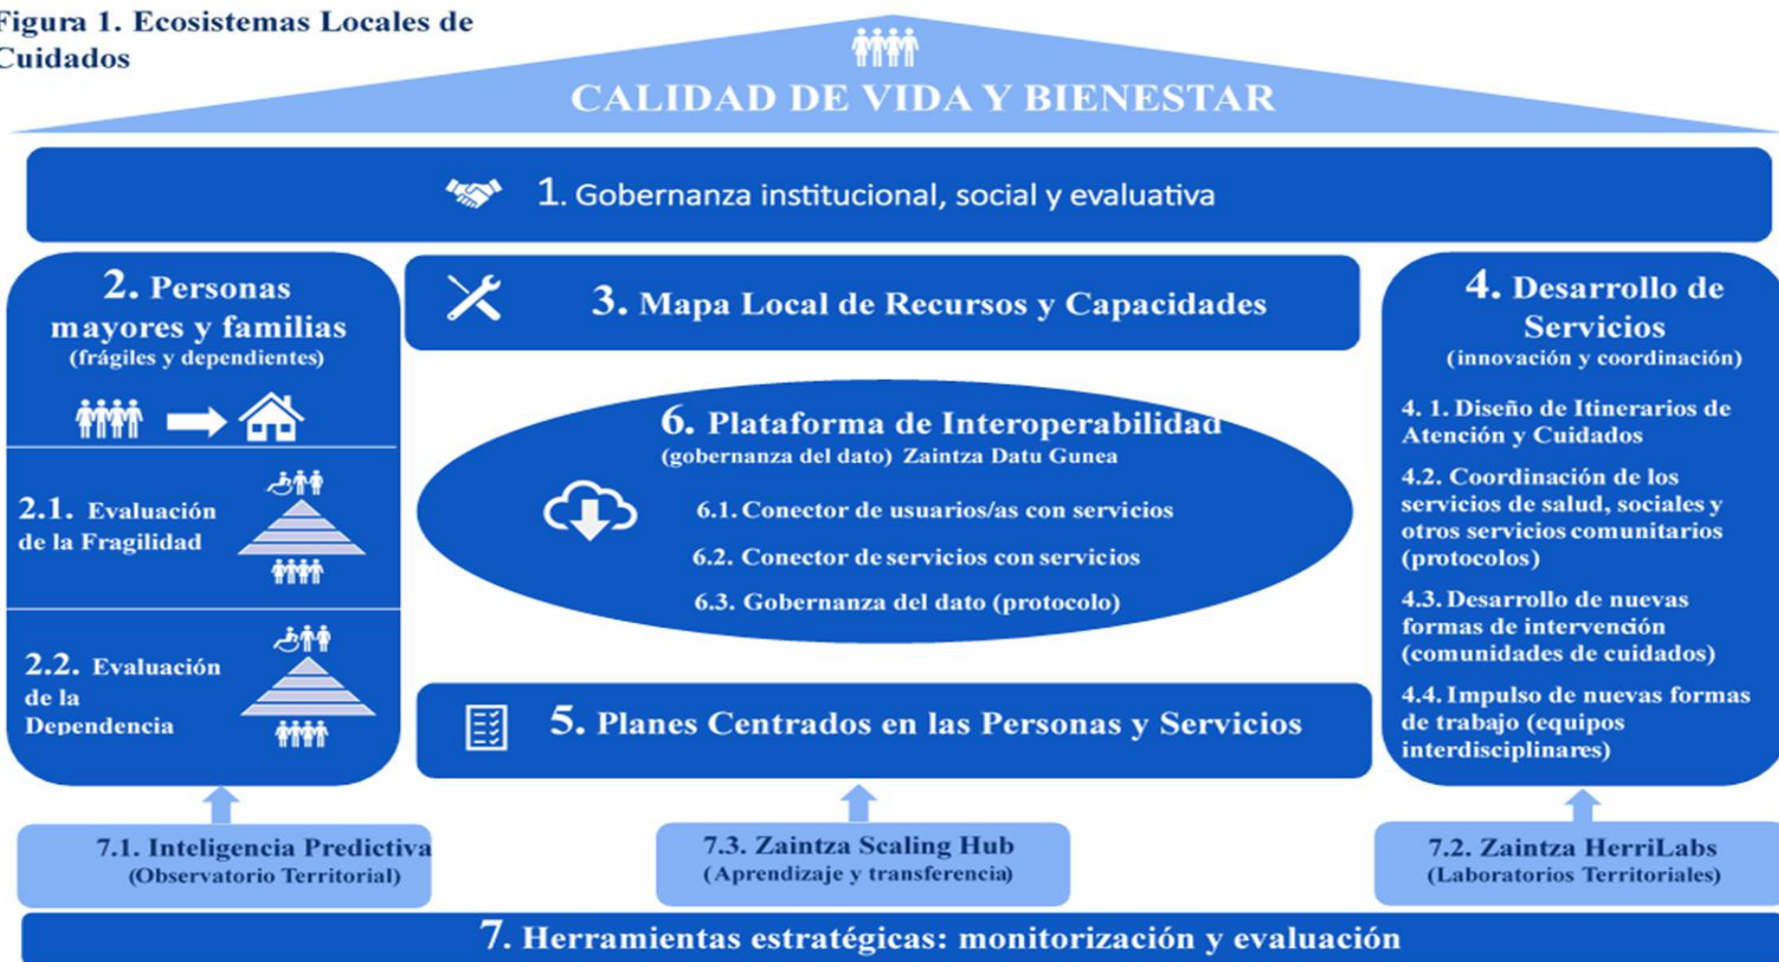 Figura 1. Ecosistemas Locales de
Cuidados
CALIDAD DE VIDA Y BIENESTAR
1. Gobernanza institucional, social y evaluativa
2. Personas
mayores y familias
(frágiles y dependientes)
2.1. Evaluación
de la Fragilidad
2.2. Evaluación
de la
Dependencia
3. Mapa Local de Recursos y Capacidades
6. Plataforma de Interoperabilidad
(gobernanza del dato) Zaintza Datu Gunea
6.1. Conector de usuarios/as con servicios
6.2. Conector de servicios con servicios
6.3. Gobernanza del dato (protocolo)
5. Planes Centrados en las Personas y Servicios
4. Desarrollo de
Servicios
(innovación y coordinación)
4. 1. Diseño de Itinerarios de
Atención y Cuidados
4.2. Coordinación de los
servicios de salud, sociales y
otros servicios comunitarios
(protocolos)
4.3. Desarrollo de nuevas
formas de intervención
(comunidades de cuidados)
4.4. Impulso de nuevas formas
de trabajo (equipos
interdisciplinares)
7.1. Inteligencia Predictiva
(Observatorio Territorial)
7.3. Zaintza Scaling Hub
(Aprendizaje y transferencia)
7.2. Zaintza HerriLabs
(Laboratorios Territoriales)
7. Herramientas estratégicas: monitorización y evaluación